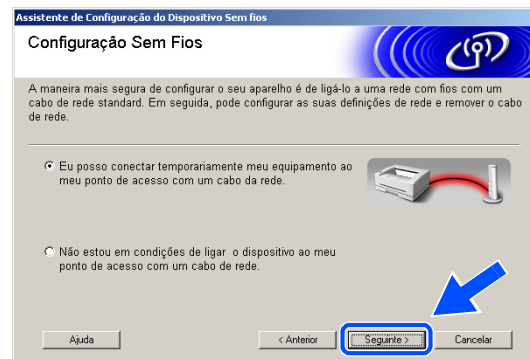 Assistente de Configuração do Dispositivo Sem fios
Configuração Sem Fios
A maneira mais segura de configurar o seu aparelho é de ligá-lo a uma rede com fios com um
cabo de rede standard. Em seguida, pode configurar as suas definições de rede e remover o cabo
de rede.
Eu posso conectar temporariamente meu equipamento ao
meu ponto de acesso com um cabo da rede.
Não estou em condições de ligar o dispositivo ao meu
ponto de acesso com um cabo de rede.
Ajuda
< Anterior
Seguinte >
Cancelar